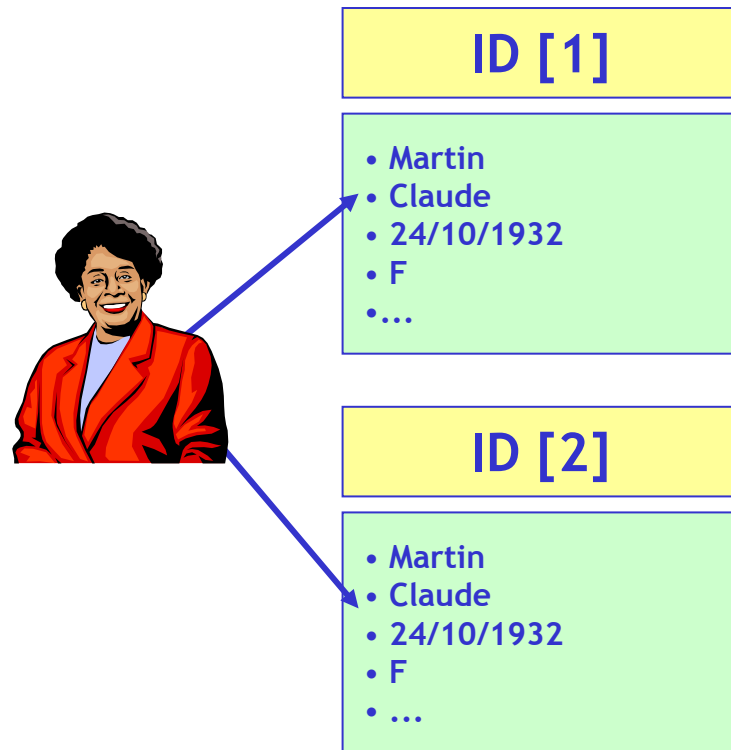 ID [1]
• Martin
• Claude
• 24/10/1932
• F
•...
ID [2]
• Martin
• Claude
• 24/10/1932
• F
• ...